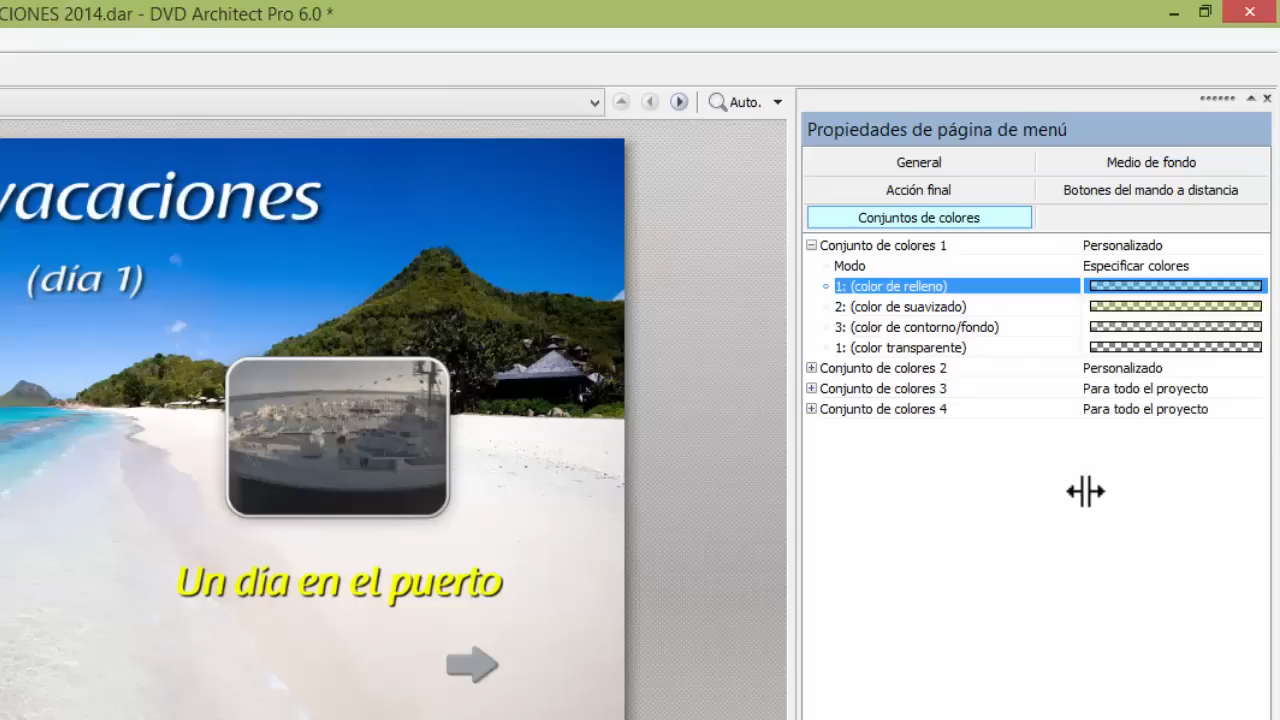 CIONES 2014.dar - DVD Architect Pro 6.0 *
Auto.
vacaciones
(día 1)
Un día en el puerto
Propiedades de página de menú
General
Medio de fondo
Acción final
Botones del mando a distancia
Conjuntos de colores
Conjunto de colores 1 Personalizado
Modo Especificar colores
1: (color de relleno)
2: (color de suavizado)
3: (color de contorno/fondo)
1: (color transparente)
Conjunto de colores 2 Personalizado
Conjunto de colores 3 Para todo el proyecto
Conjunto de colores 4 Para todo el proyecto